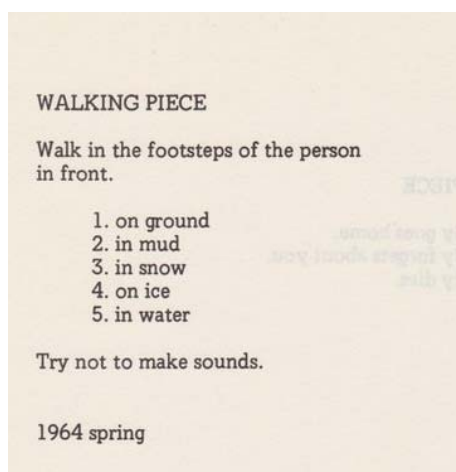 WALKING PIECE
Walk in the footsteps of the person
in front.
1. on ground
2. in mud
3. in snow
4. on ice
5. in water
Try not to make sounds.
1964 spring